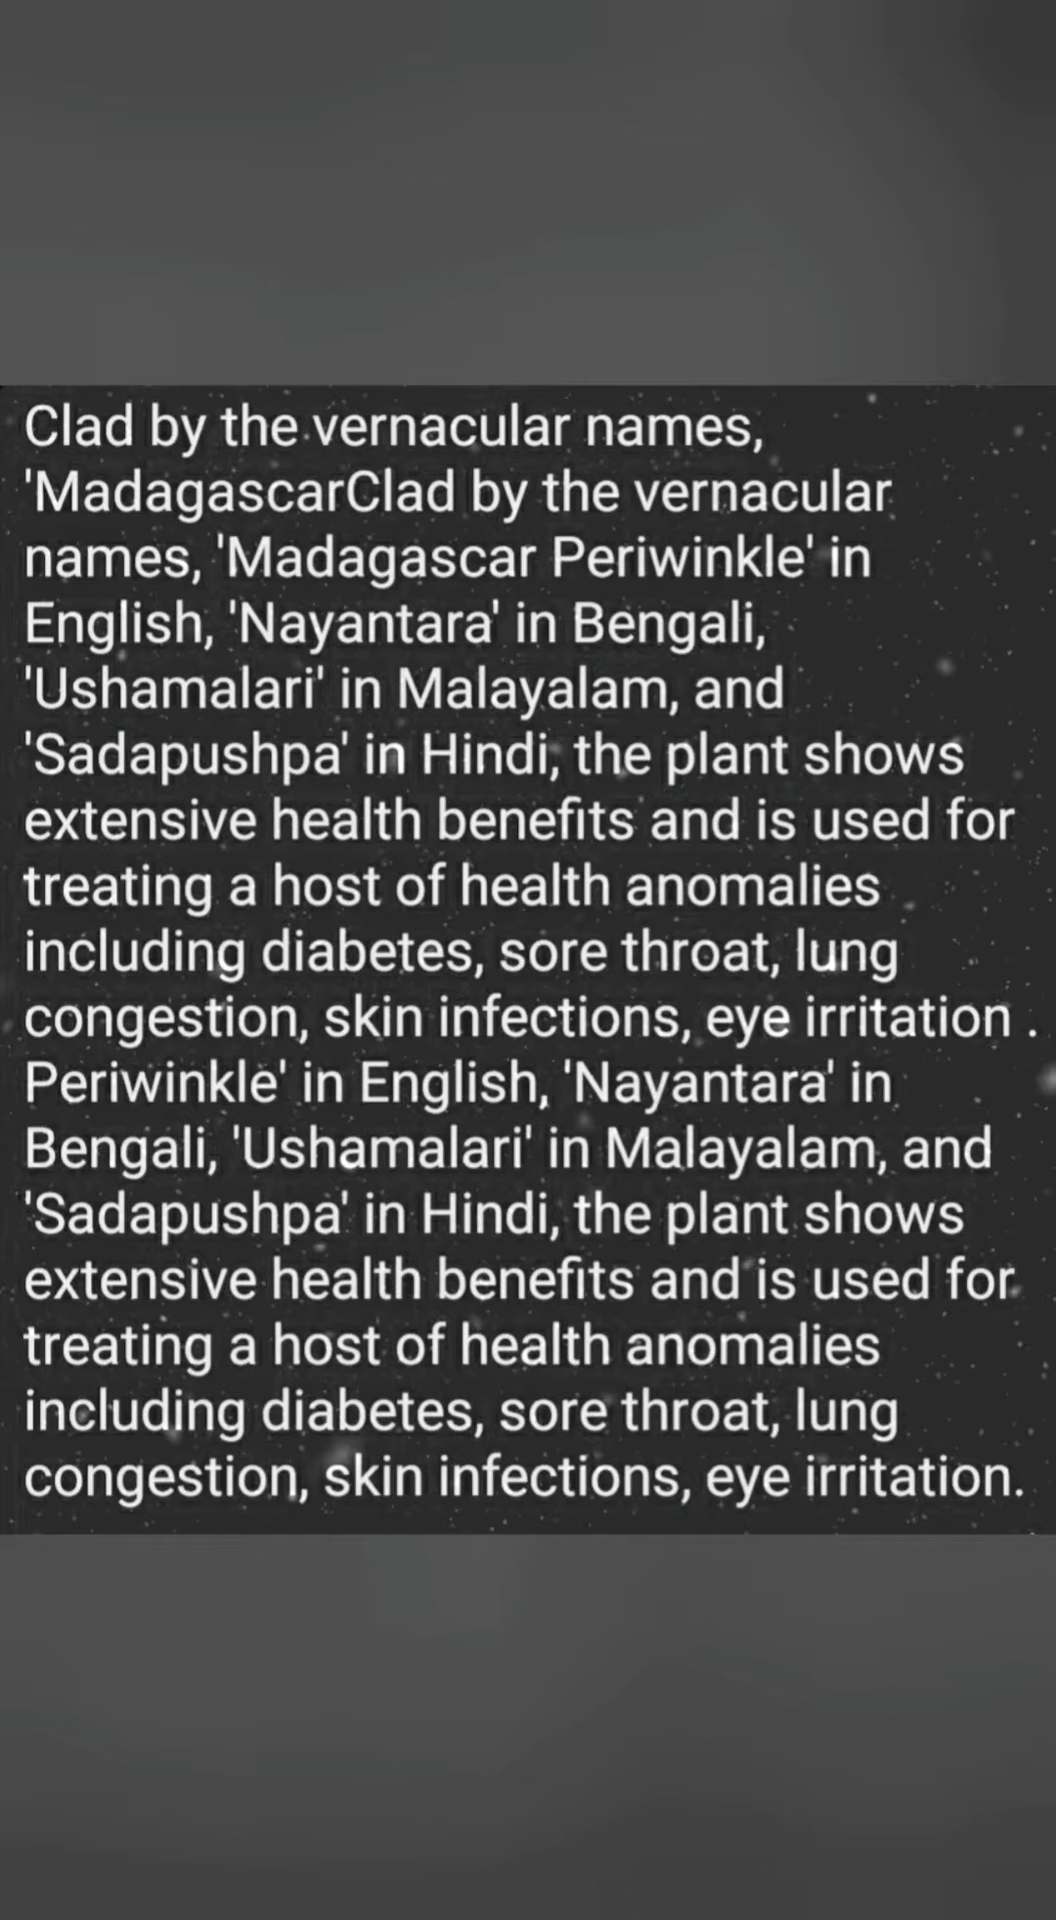 Clad by the vernacular names,
'MadagascarClad by the vernacular
names, 'Madagascar Periwinkle' in
English, 'Nayantara' in Bengali,
'Ushamalari' in Malayalam, and
'Sadapushpa' in Hindi, the plant shows
extensive health benefits and is used for
treating a host of health anomalies
including diabetes, sore throat, lung
congestion, skin infections, eye irritation .
Periwinkle' in English, 'Nayantara' in
Bengali, 'Ushamalari' in Malayalam, and
'Sadapushpa' in Hindi, the plant shows
extensive health benefits and is used for
treating a host of health anomalies
including diabetes, sore throat, lung
congestion, skin infections, eye irritation.